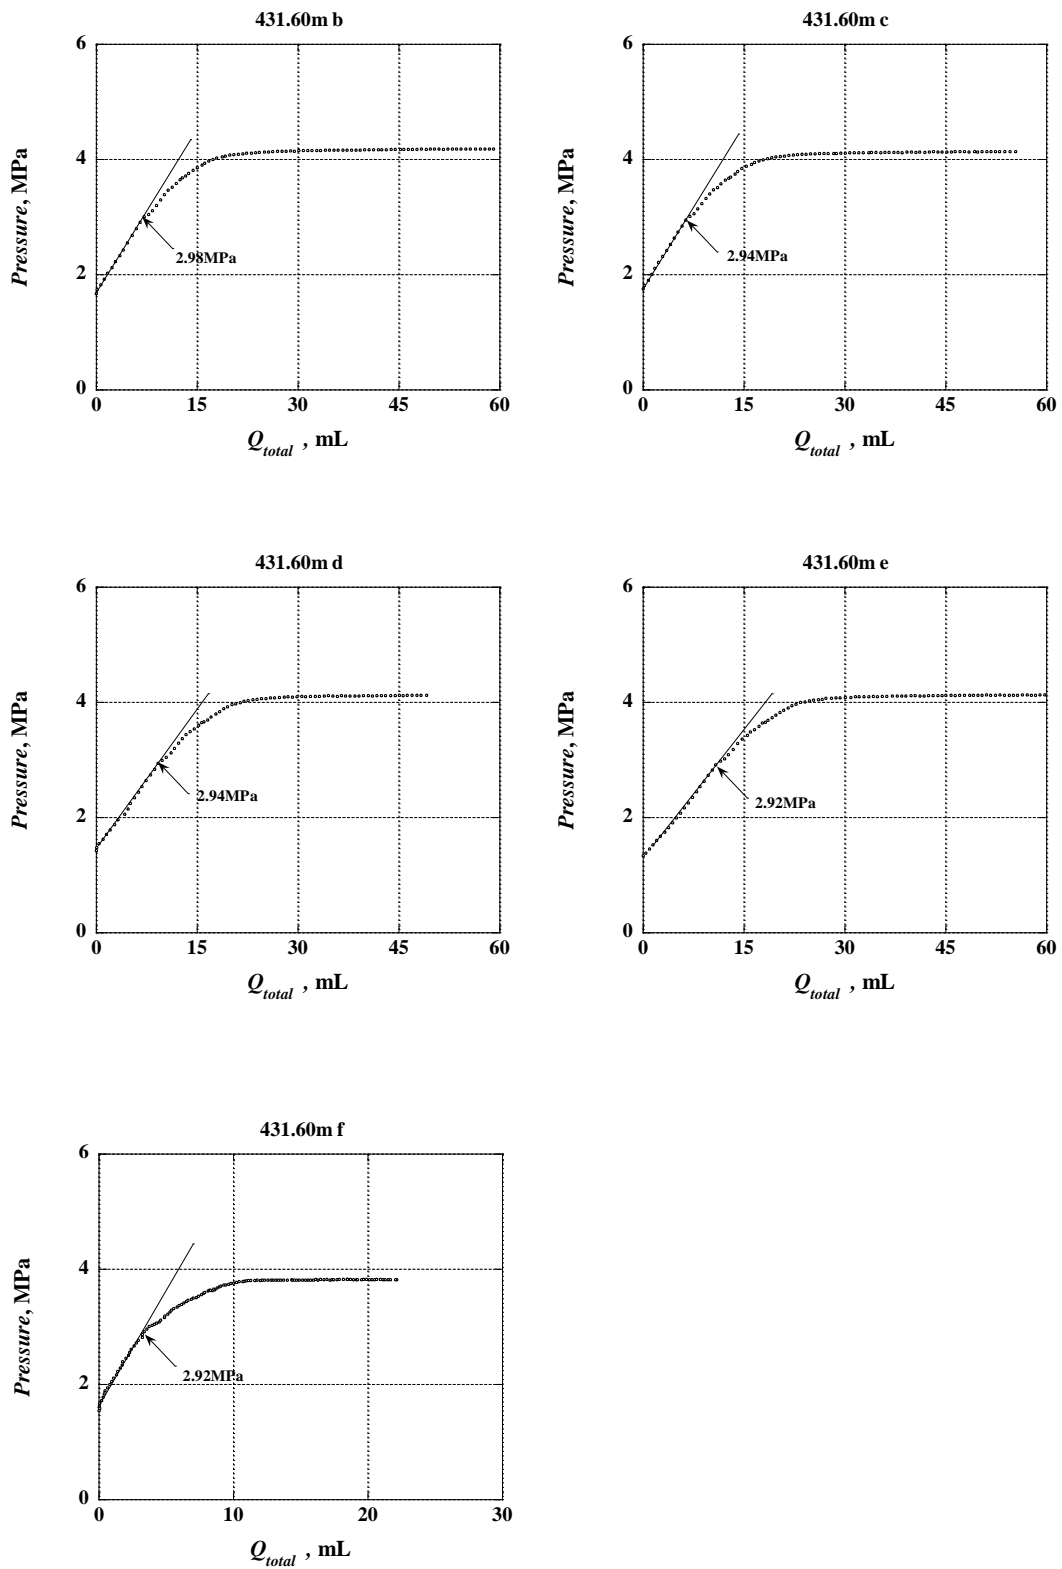 431.60m b
6
4
2
0
Pressure, MPa
2.98MPa
0 15 30 45 60
Q_total , mL
431.60m c
6
4
2
0
Pressure, MPa
2.94MPa
0 15 30 45 60
Q_total , mL
431.60m d
6
4
2
0
Pressure, MPa
2.94MPa
0 15 30 45 60
Q_total , mL
431.60m e
6
4
2
0
Pressure, MPa
2.92MPa
0 15 30 45 60
Q_total , mL
431.60m f
6
4
2
0
Pressure, MPa
2.92MPa
0 10 20 30
Q_total , mL